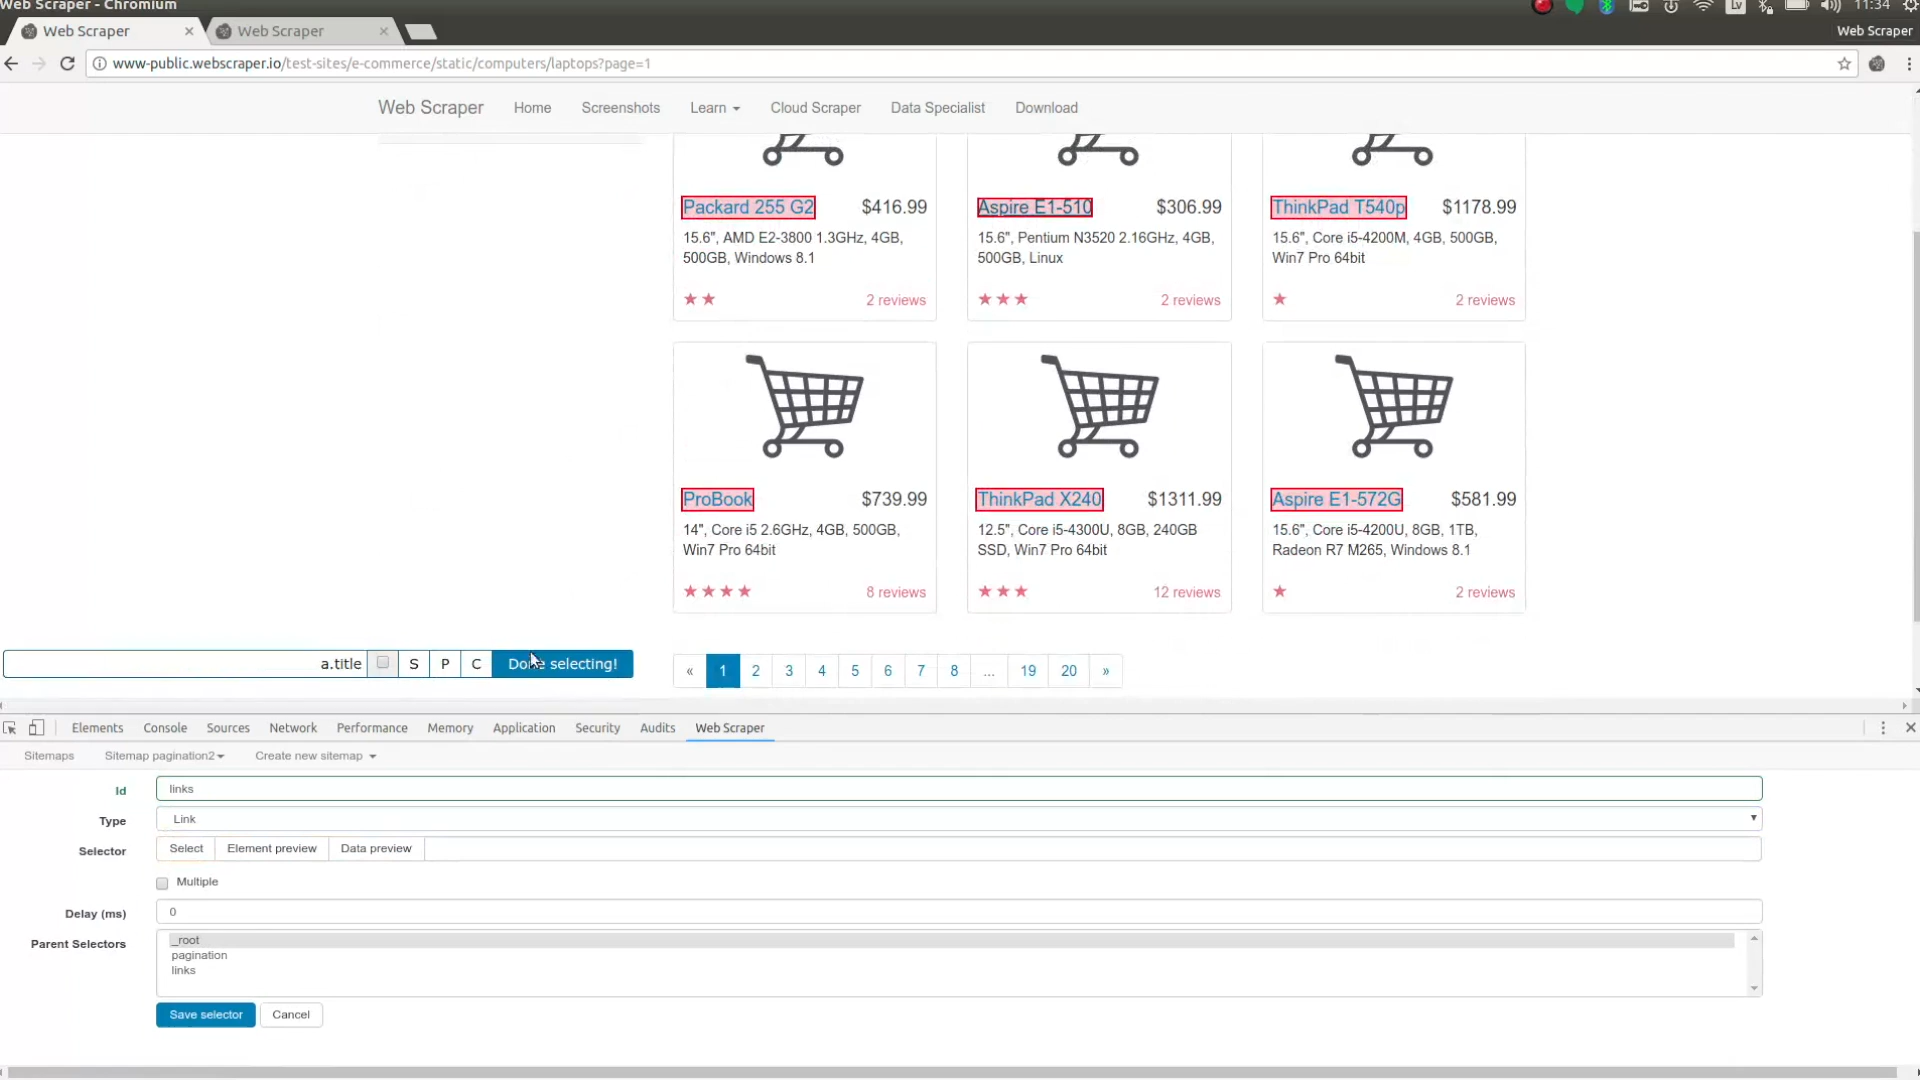 Web Scraper - Chromium
Lv
11:34
Web Scraper
Web Scraper
Web Scraper
www-public.webscraper.io/test-sites/e-commerce/static/computers/laptops?page=1
Web Scraper Home Screenshots Learn Cloud Scraper Data Specialist Download
Packard 255 G2 $416.99
15.6", AMD E2-3800 1.3GHz, 4GB,
500GB, Windows 8.1
2 reviews
Aspire E1-510 $306.99
15.6", Pentium N3520 2.16GHz, 4GB,
500GB, Linux
2 reviews
ThinkPad T540p $1178.99
15.6", Core i5-4200M, 4GB, 500GB,
Win7 Pro 64bit
2 reviews
ProBook $739.99
14", Core i5 2.6GHz, 4GB, 500GB,
Win7 Pro 64bit
8 reviews
ThinkPad X240 $1311.99
12.5", Core i5-4300U, 8GB, 240GB
SSD, Win7 Pro 64bit
12 reviews
Aspire E1-572G $581.99
15.6", Core i5-4200U, 8GB, 1TB,
Radeon R7 M265, Windows 8.1
2 reviews
a.title S P C Done selecting!
« 1 2 3 4 5 6 7 8 ... 19 20 »
Elements Console Sources Network Performance Memory Application Security Audits Web Scraper
Sitemaps Sitemap pagination2 Create new sitemap
Id links
Type Link
Selector Select Element preview Data preview
Multiple
Delay (ms) 0
Parent Selectors _root
pagination
links
Save selector Cancel